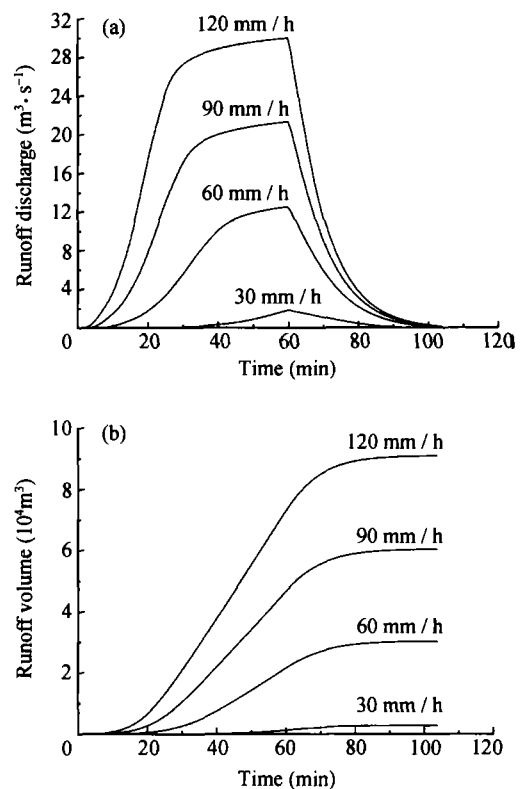 (a)
120 mm / h
90 mm / h
60 mm / h
30 mm / h
32
28
24
20
16
12
8
4
0
20
40
60
80
100
120
Runoff discharge (m³· s⁻¹)
Time (min)
(b)
120 mm / h
90 mm / h
60 mm / h
30 mm / h
10
8
6
4
2
0
20
40
60
80
100
120
Runoff volume (10⁴m³)
Time (min)